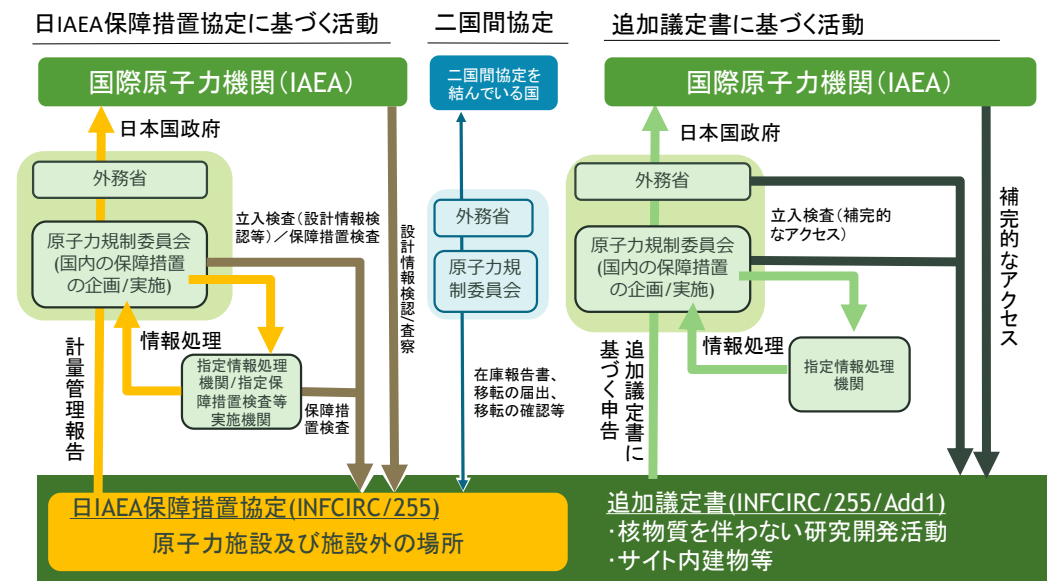 日IAEA保障措置協定に基づく活動
国際原子力機関(IAEA)
日本国政府
外務省
原子力規制委員会
(国内の保障措置
の企画/実施)
立入検査(設計情報検
認等)/保障措置検査
設計情報検認/査察
情報処理
指定情報処理
機関/指定保
障措置検査等
実施機関
保障措
置検査
計量管理報告
日IAEA保障措置協定(INFCIRC/255)
原子力施設及び施設外の場所
二国間協定
二国間協定を
結んでいる国
外務省
原子力規
制委員会
在庫報告書、
移転の届出、
移転の確認等
追加議定書に基づく活動
国際原子力機関(IAEA)
日本国政府
外務省
原子力規制委員会
(国内の保障措置
の企画/実施)
立入検査(補完的
なアクセス)
補完的なアクセス
情報処理
指定情報処理
機関
追加議定書に
基づく申告
追加議定書(INFCIRC/255/Add1)
・核物質を伴わない研究開発活動
・サイト内建物等